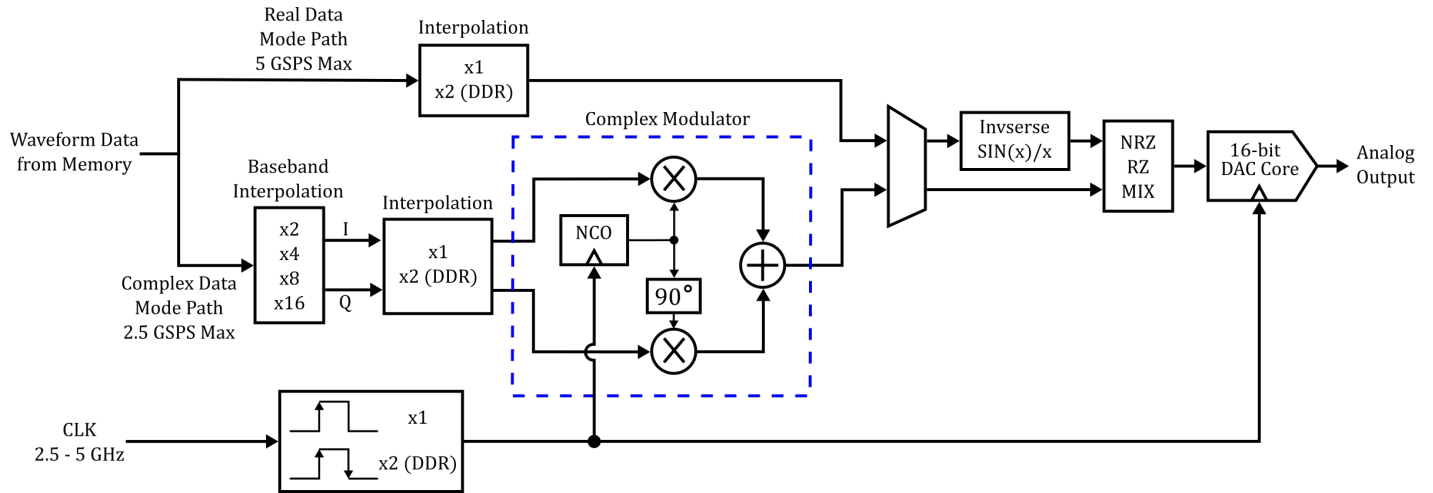 Real Data
Mode Path
5 GSPS Max
Interpolation
x1
x2 (DDR)
Complex Modulator
Waveform Data
from Memory
Baseband
Interpolation
x2
x4
x8
x16
I
Q
Interpolation
x1
x2 (DDR)
NCO
90°
Complex Data
Mode Path
2.5 GSPS Max
Invserse
SIN(x)/x
NRZ
RZ
MIX
16-bit
DAC Core
Analog
Output
CLK
2.5 - 5 GHz
x1
x2 (DDR)